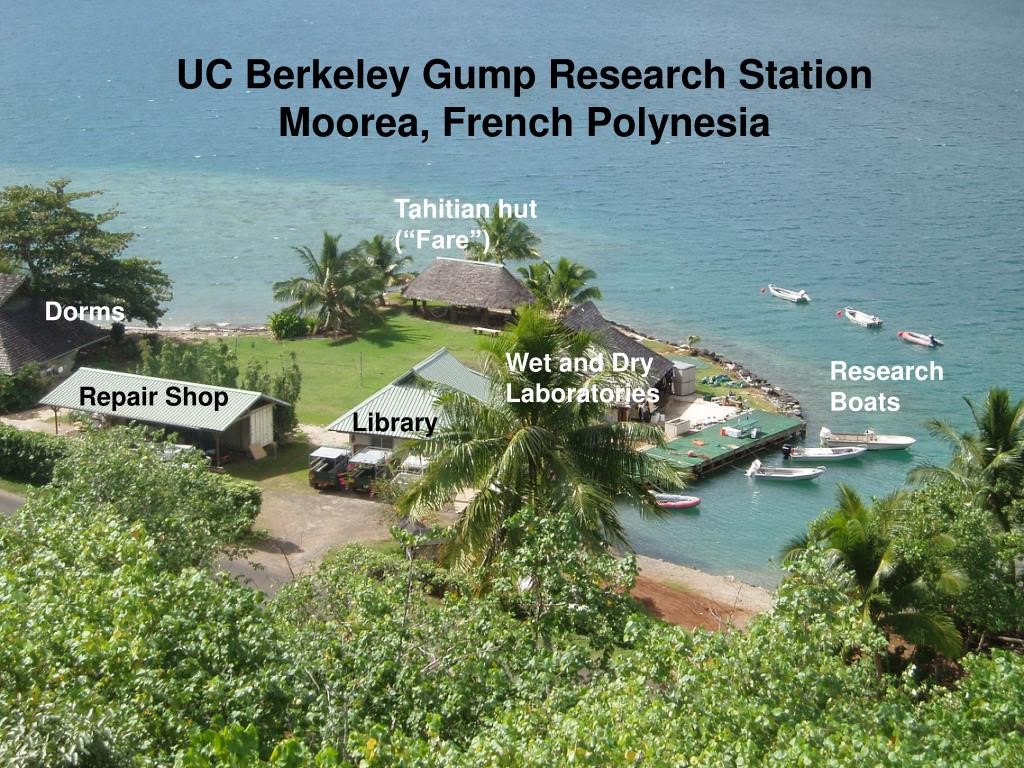 UC Berkeley Gump Research Station
Moorea, French Polynesia
Tahitian hut
(“Fare”)
Dorms
Wet and Dry
Laboratories
Research
Boats
Repair Shop
Library